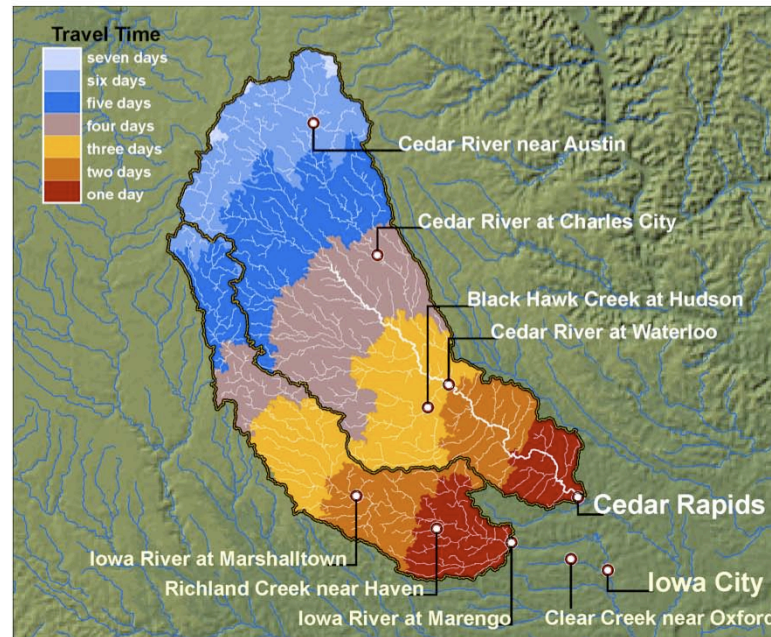 Travel Time
seven days
six days
five days
four days
three days
two days
one day
Cedar River near Austin
Cedar River at Charles City
Black Hawk Creek at Hudson
Cedar River at Waterloo
Cedar Rapids
Iowa River at Marshalltown
Richland Creek near Haven
Iowa City
Iowa River at Marengo
Clear Creek near Oxford